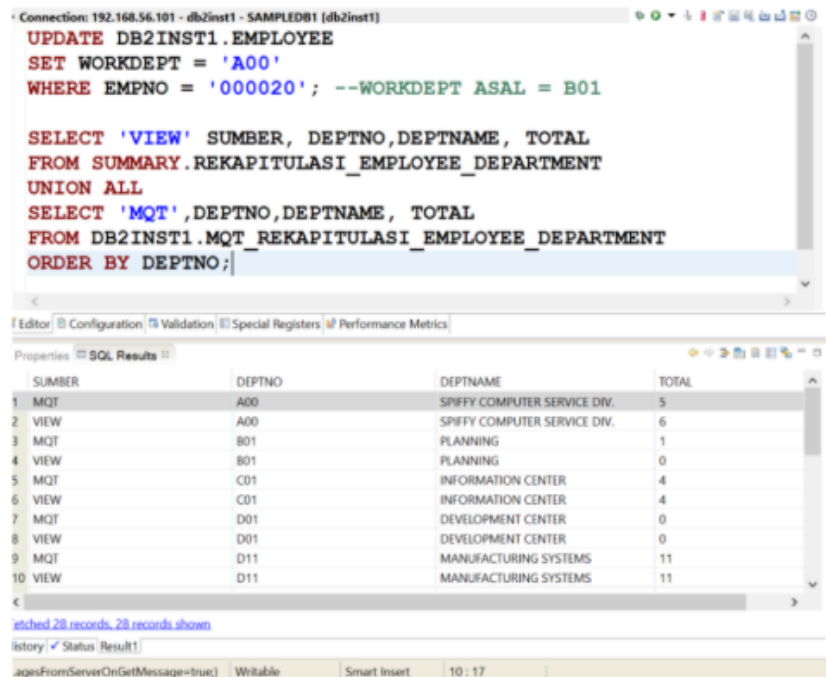 Connection: 192.168.56.101 - db2inst1 - SAMPLEDB1 [db2inst1]
UPDATE DB2INST1.EMPLOYEE
SET WORKDEPT = 'A00'
WHERE EMPNO = '000020'; --WORKDEPT ASAL = B01
SELECT 'VIEW' SUMBER, DEPTNO,DEPTNAME, TOTAL
FROM SUMMARY.REKAPITULASI_EMPLOYEE_DEPARTMENT
UNION ALL
SELECT 'MQT',DEPTNO,DEPTNAME, TOTAL
FROM DB2INST1.MQT_REKAPITULASI_EMPLOYEE_DEPARTMENT
ORDER BY DEPTNO;
Editor Configuration Validation Special Registers Performance Metrics
Properties SQL Results
SUMBER DEPTNO DEPTNAME TOTAL
1 MQT A00 SPIFFY COMPUTER SERVICE DIV. 5
2 VIEW A00 SPIFFY COMPUTER SERVICE DIV. 6
3 MQT B01 PLANNING 1
4 VIEW B01 PLANNING 0
5 MQT C01 INFORMATION CENTER 4
6 VIEW C01 INFORMATION CENTER 4
7 MQT D01 DEVELOPMENT CENTER 0
8 VIEW D01 DEVELOPMENT CENTER 0
9 MQT D11 MANUFACTURING SYSTEMS 11
10 VIEW D11 MANUFACTURING SYSTEMS 11
etched 28 records, 28 records shown
istory Status Result1
agesFromServerOnGetMessage=true;) Writable Smart Insert 10 : 17